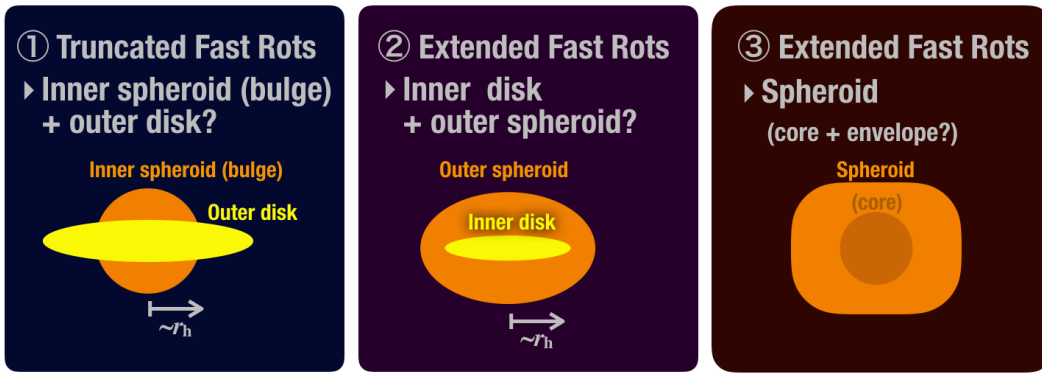 ① Truncated Fast Rots
▸ Inner spheroid (bulge)
+ outer disk?
Inner spheroid (bulge)
Outer disk
~rh
② Extended Fast Rots
▸ Inner disk
+ outer spheroid?
Outer spheroid
Inner disk
~rh
③ Extended Fast Rots
▸ Spheroid
(core + envelope?)
Spheroid
(core)